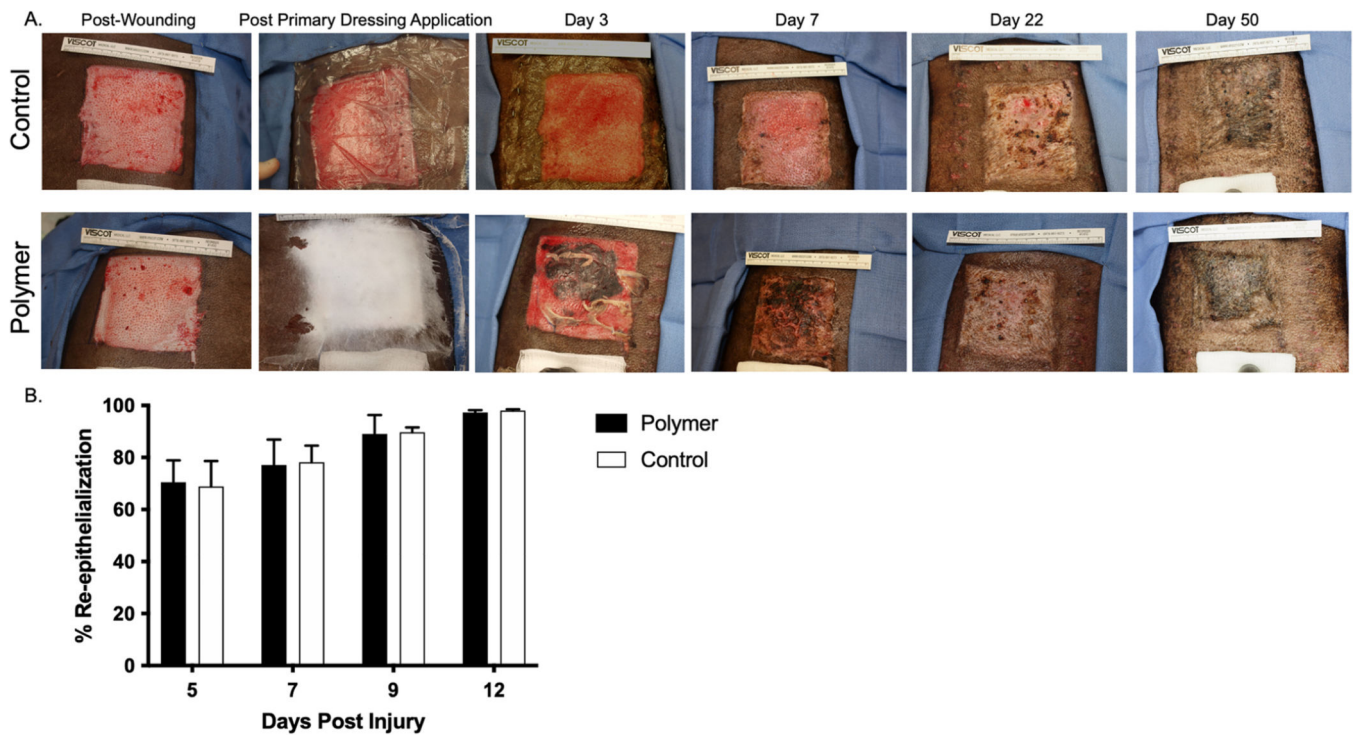 A.
Post-Wounding
Post Primary Dressing Application
Day 3
Day 7
Day 22
Day 50
Control
VISCOT
VISCOT
VISCOT
VISCOT
VISCOT
Polymer
VISCOT
VISCOT
VISCOT
VISCOT
VISCOT
B.
100
80
60
40
20
0
% Re-epithelialization
5
7
9
12
Days Post Injury
Polymer
Control